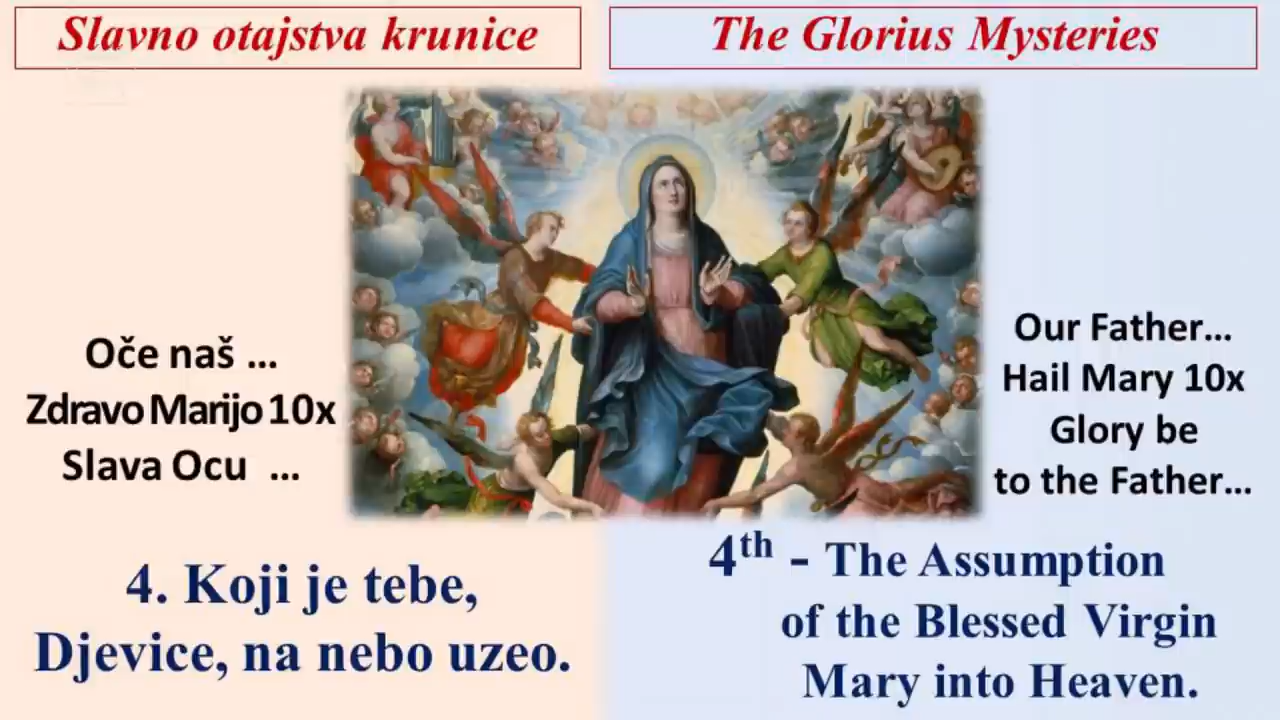 Slavno otajstva krunice
The Glorius Mysteries
Oče naš ...
Zdravo Marijo 10x
Slava Ocu ...
Our Father...
Hail Mary 10x
Glory be
to the Father...
4. Koji je tebe,
Djevice, na nebo uzeo.
4th - The Assumption
of the Blessed Virgin
Mary into Heaven.